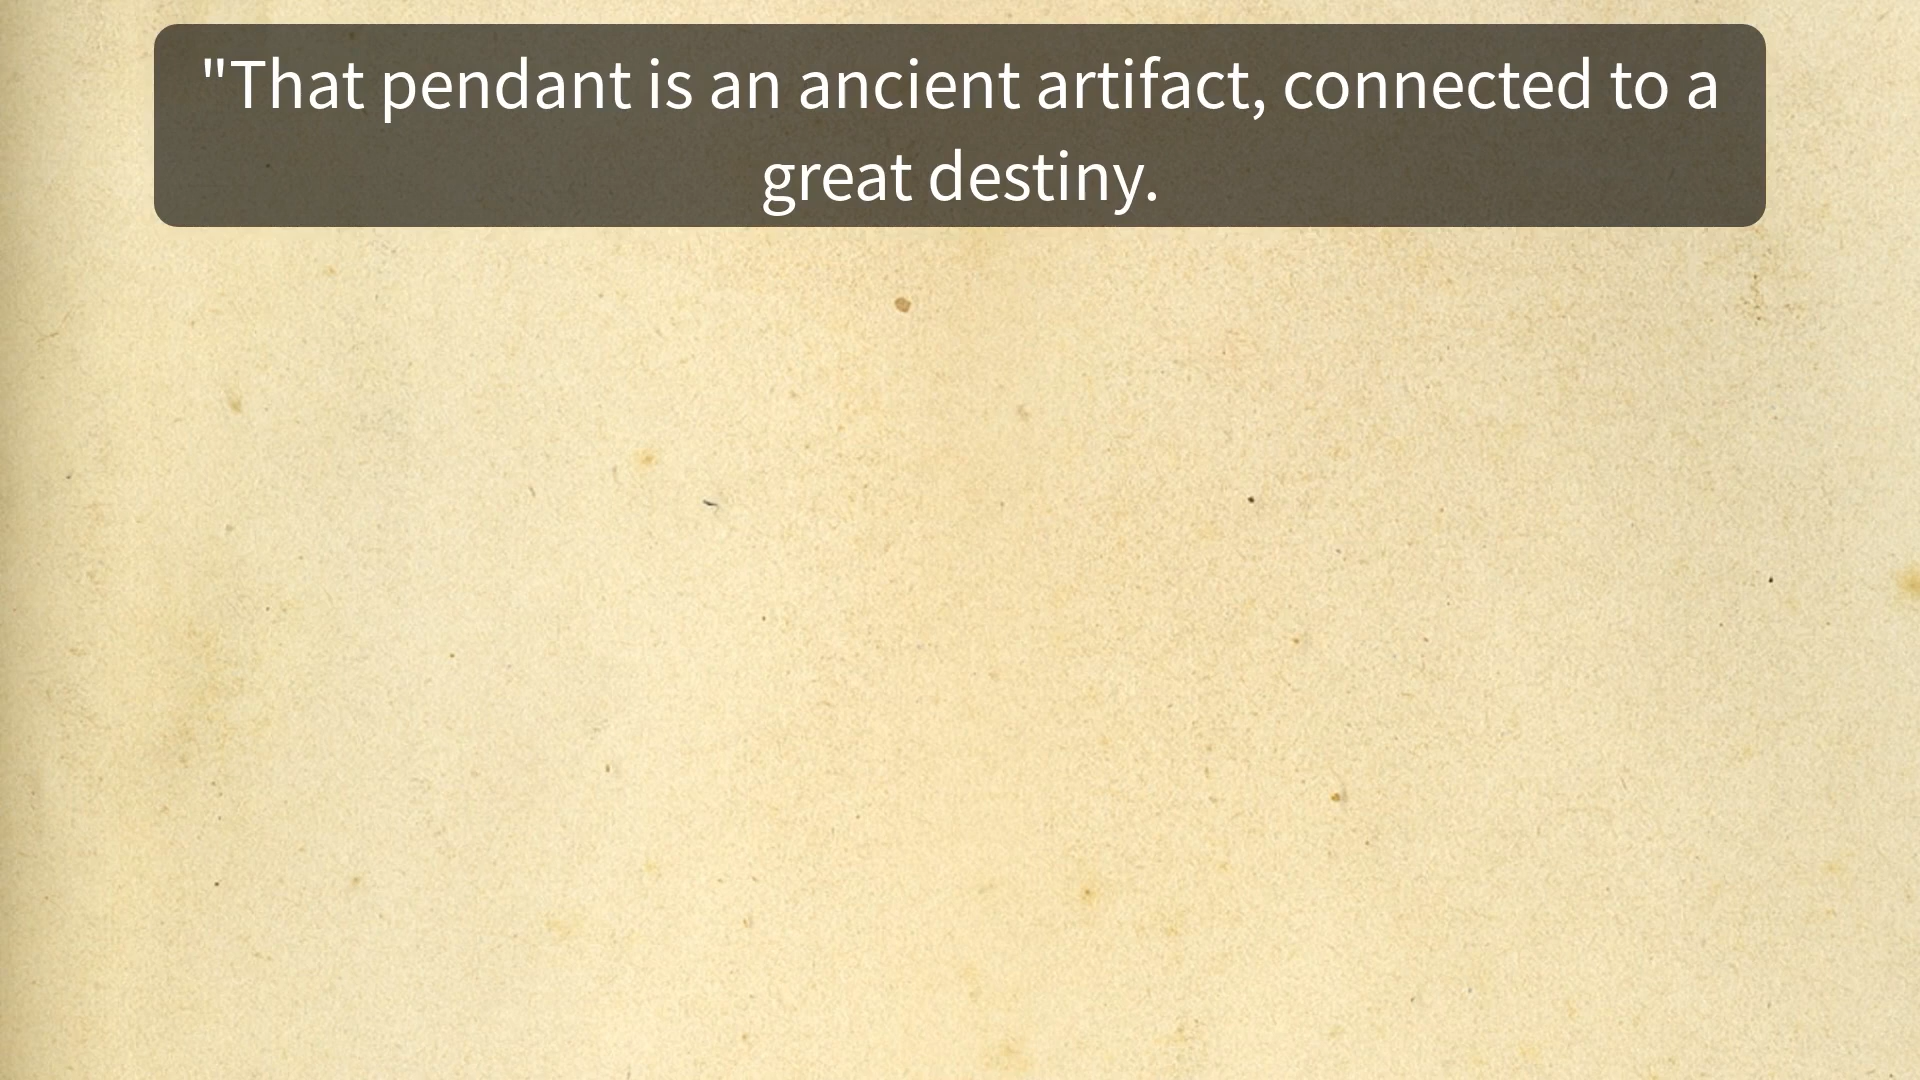 "That pendant is an ancient artifact, connected to a
great destiny.